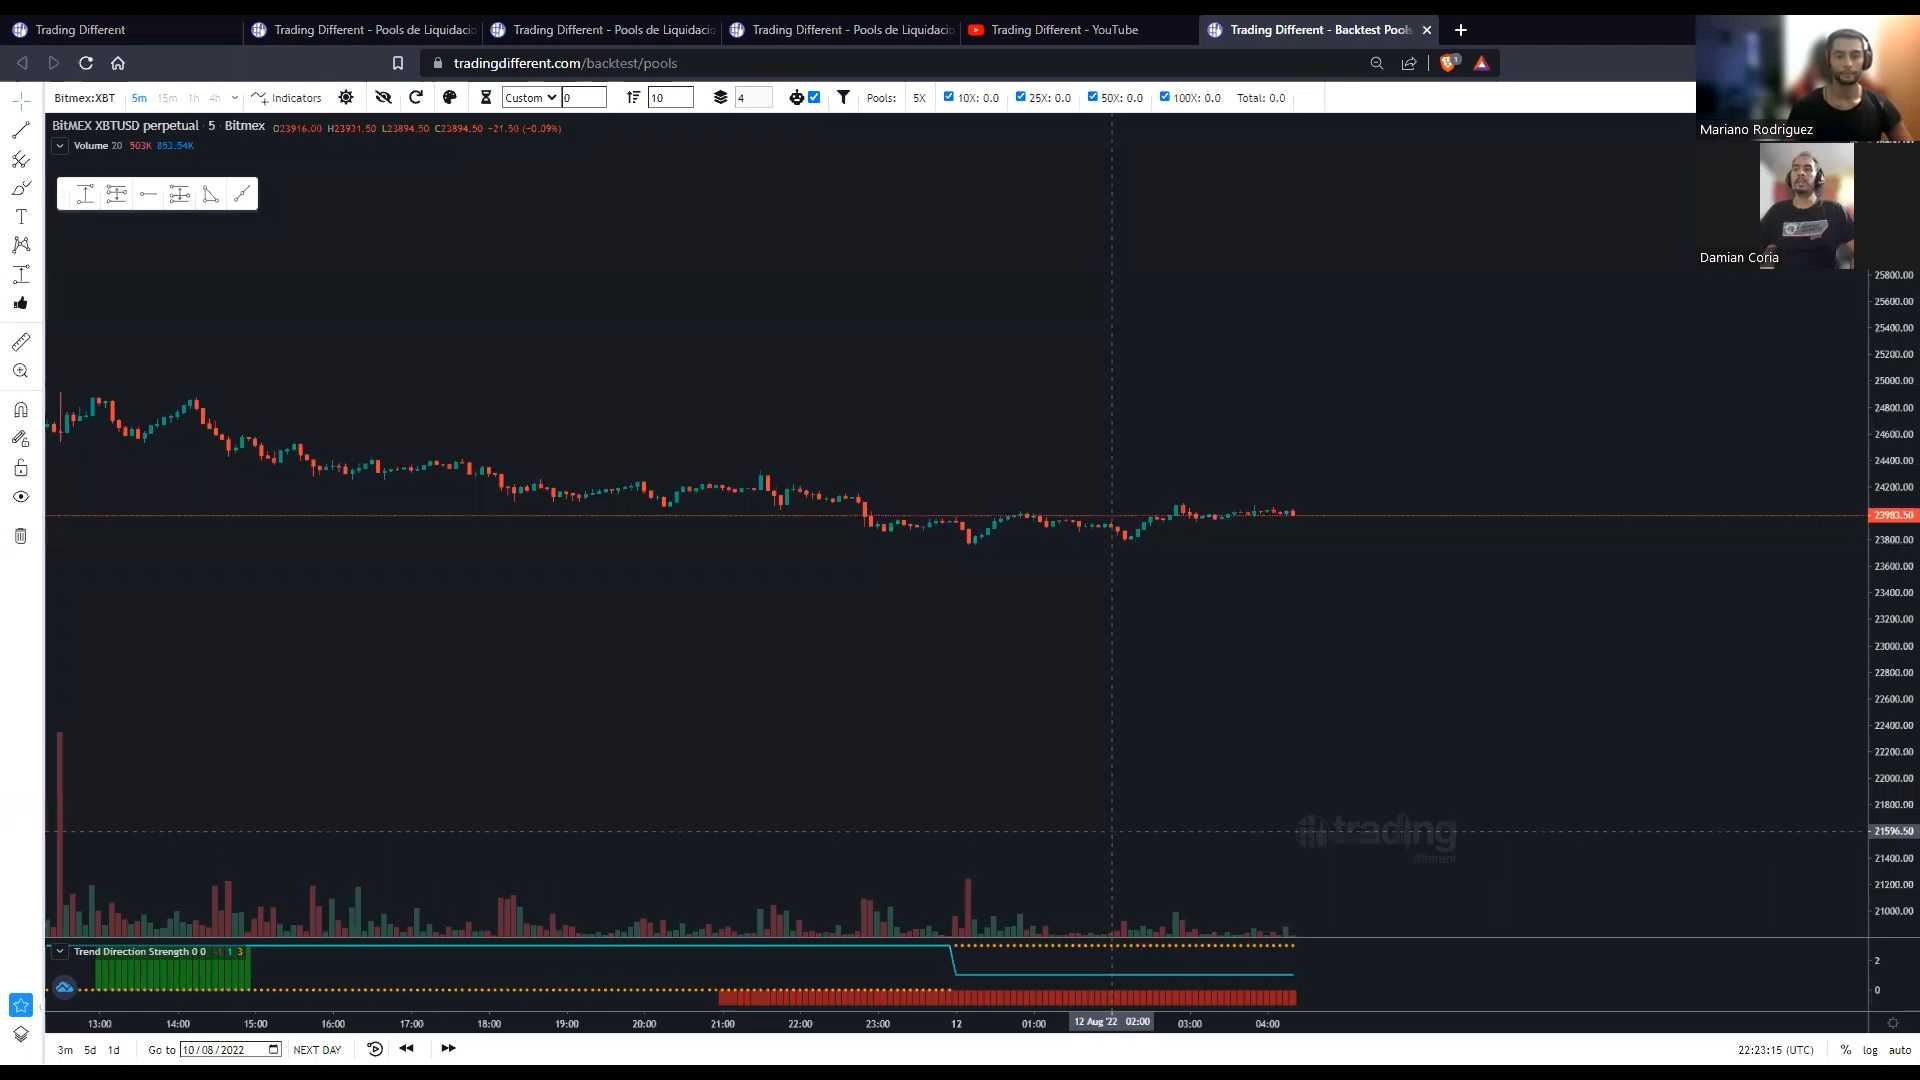 Trading Different
Trading Different - Pools de Liquidacio
Trading Different - Pools de Liquidacio
Trading Different - Pools de Liquidacio
Trading Different - YouTube
Trading Different - Backtest Pools
tradingdifferent.com/backtest/pools
Bitmex:XBT 5m 15m 1h 4h Indicators Custom 0 10 4 Pools: 5X 10X: 0.0 25X: 0.0 50X: 0.0 100X: 0.0 Total: 0.0
BitMEX XBTUSD perpetual · 5 · Bitmex O23916.00 H23931.50 L23894.50 C23894.50 -21.50 (-0.09%)
Volume 20 503K 853.54K
Mariano Rodriguez
Damian Coria
25800.00
25600.00
25400.00
25200.00
25000.00
24800.00
24600.00
24400.00
24200.00
23983.50
23800.00
23600.00
23400.00
23200.00
23000.00
22800.00
22600.00
22400.00
22200.00
22000.00
21800.00
21596.50
21400.00
21200.00
21000.00
trading
different
Trend Direction Strength 0 0 -1 1 3
2
0
13:00 14:00 15:00 16:00 17:00 18:00 19:00 20:00 21:00 22:00 23:00 12 01:00 12 Aug '22 02:00 03:00 04:00
3m 5d 1d Go to 10/08/2022 NEXT DAY 22:23:15 (UTC) % log auto